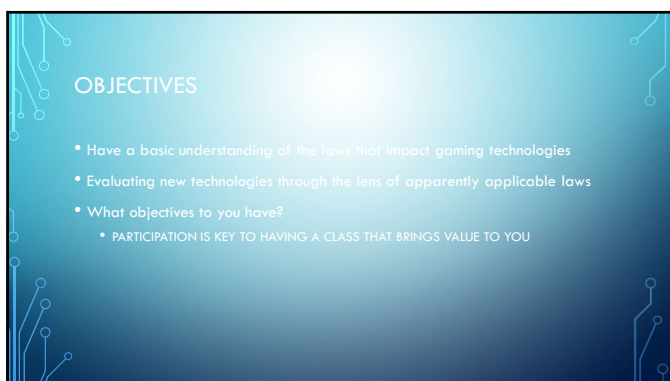 OBJECTIVES
• Have a basic understanding of the laws that impact gaming technologies
• Evaluating new technologies through the lens of apparently applicable laws
• What objectives to you have?
• PARTICIPATION IS KEY TO HAVING A CLASS THAT BRINGS VALUE TO YOU